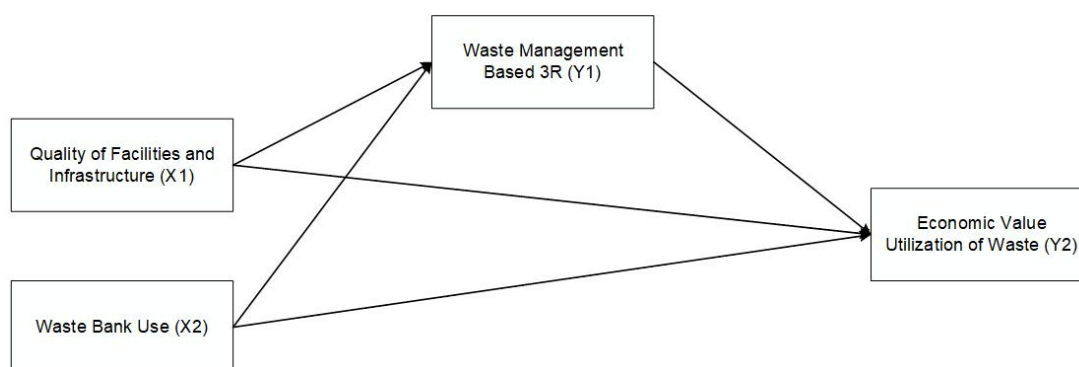 Waste Management
Based 3R (Y1)
Quality of Facilities and
Infrastructure (X1)
Economic Value
Utilization of Waste (Y2)
Waste Bank Use (X2)